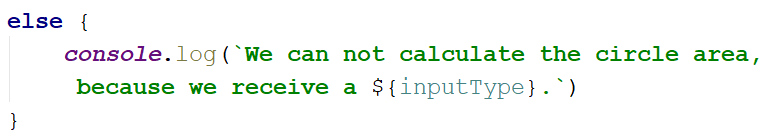 else {
console.log(`We can not calculate the circle area,
because we receive a ${inputType}.`)
}